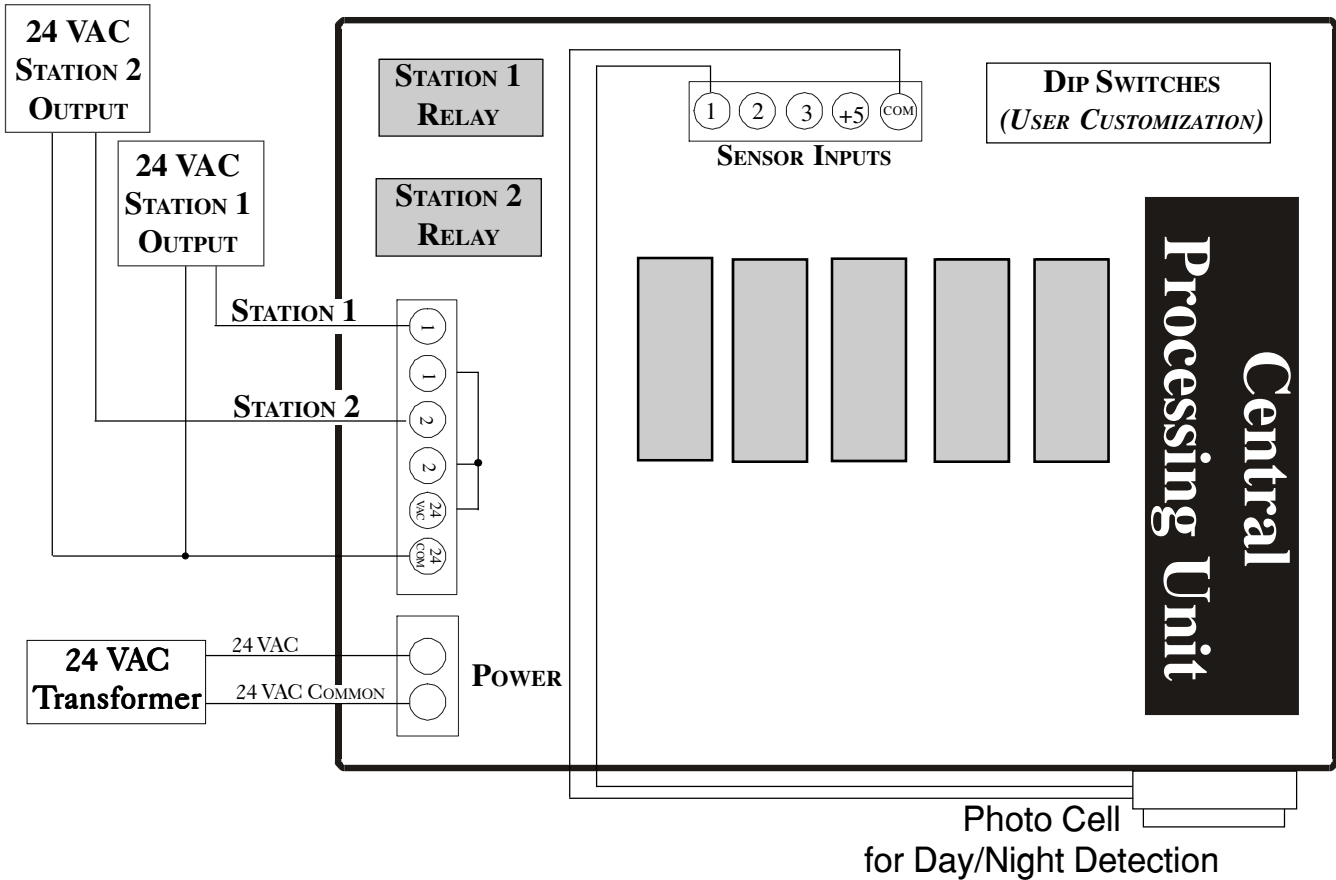 24 VAC
STATION 2
OUTPUT
24 VAC
STATION 1
OUTPUT
STATION 1
RELAY
STATION 2
RELAY
1 2 3 +5 COM
SENSOR INPUTS
DIP SWITCHES
(USER CUSTOMIZATION)
Central
Processing Unit
STATION 1
STATION 2
1
1
2
2
24
VAC
24
COM
24 VAC
Transformer
24 VAC
24 VAC COMMON
POWER
Photo Cell
for Day/Night Detection